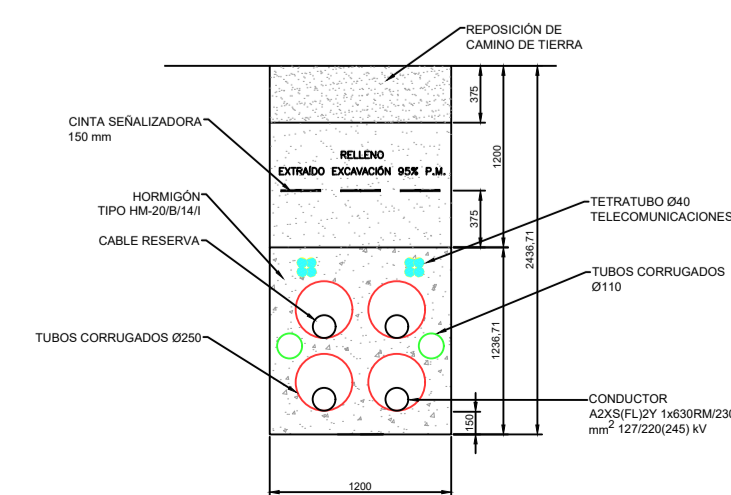 REPOSICIÓN DE
CAMINO DE TIERRA
375
CINTA SEÑALIZADORA
150 mm
1200
RELLENO
EXTRAÍDO EXCAVACIÓN 95% P.M.
HORMIGÓN
TIPO HM-20/B/14/I
375
TETRATUBO Ø40
TELECOMUNICACIONES
CABLE RESERVA
2436,71
TUBOS CORRUGADOS
Ø110
1236,71
TUBOS CORRUGADOS Ø250
CONDUCTOR
A2XS(FL)2Y 1x630RM/230
mm2 127/220(245) kV
150
1200